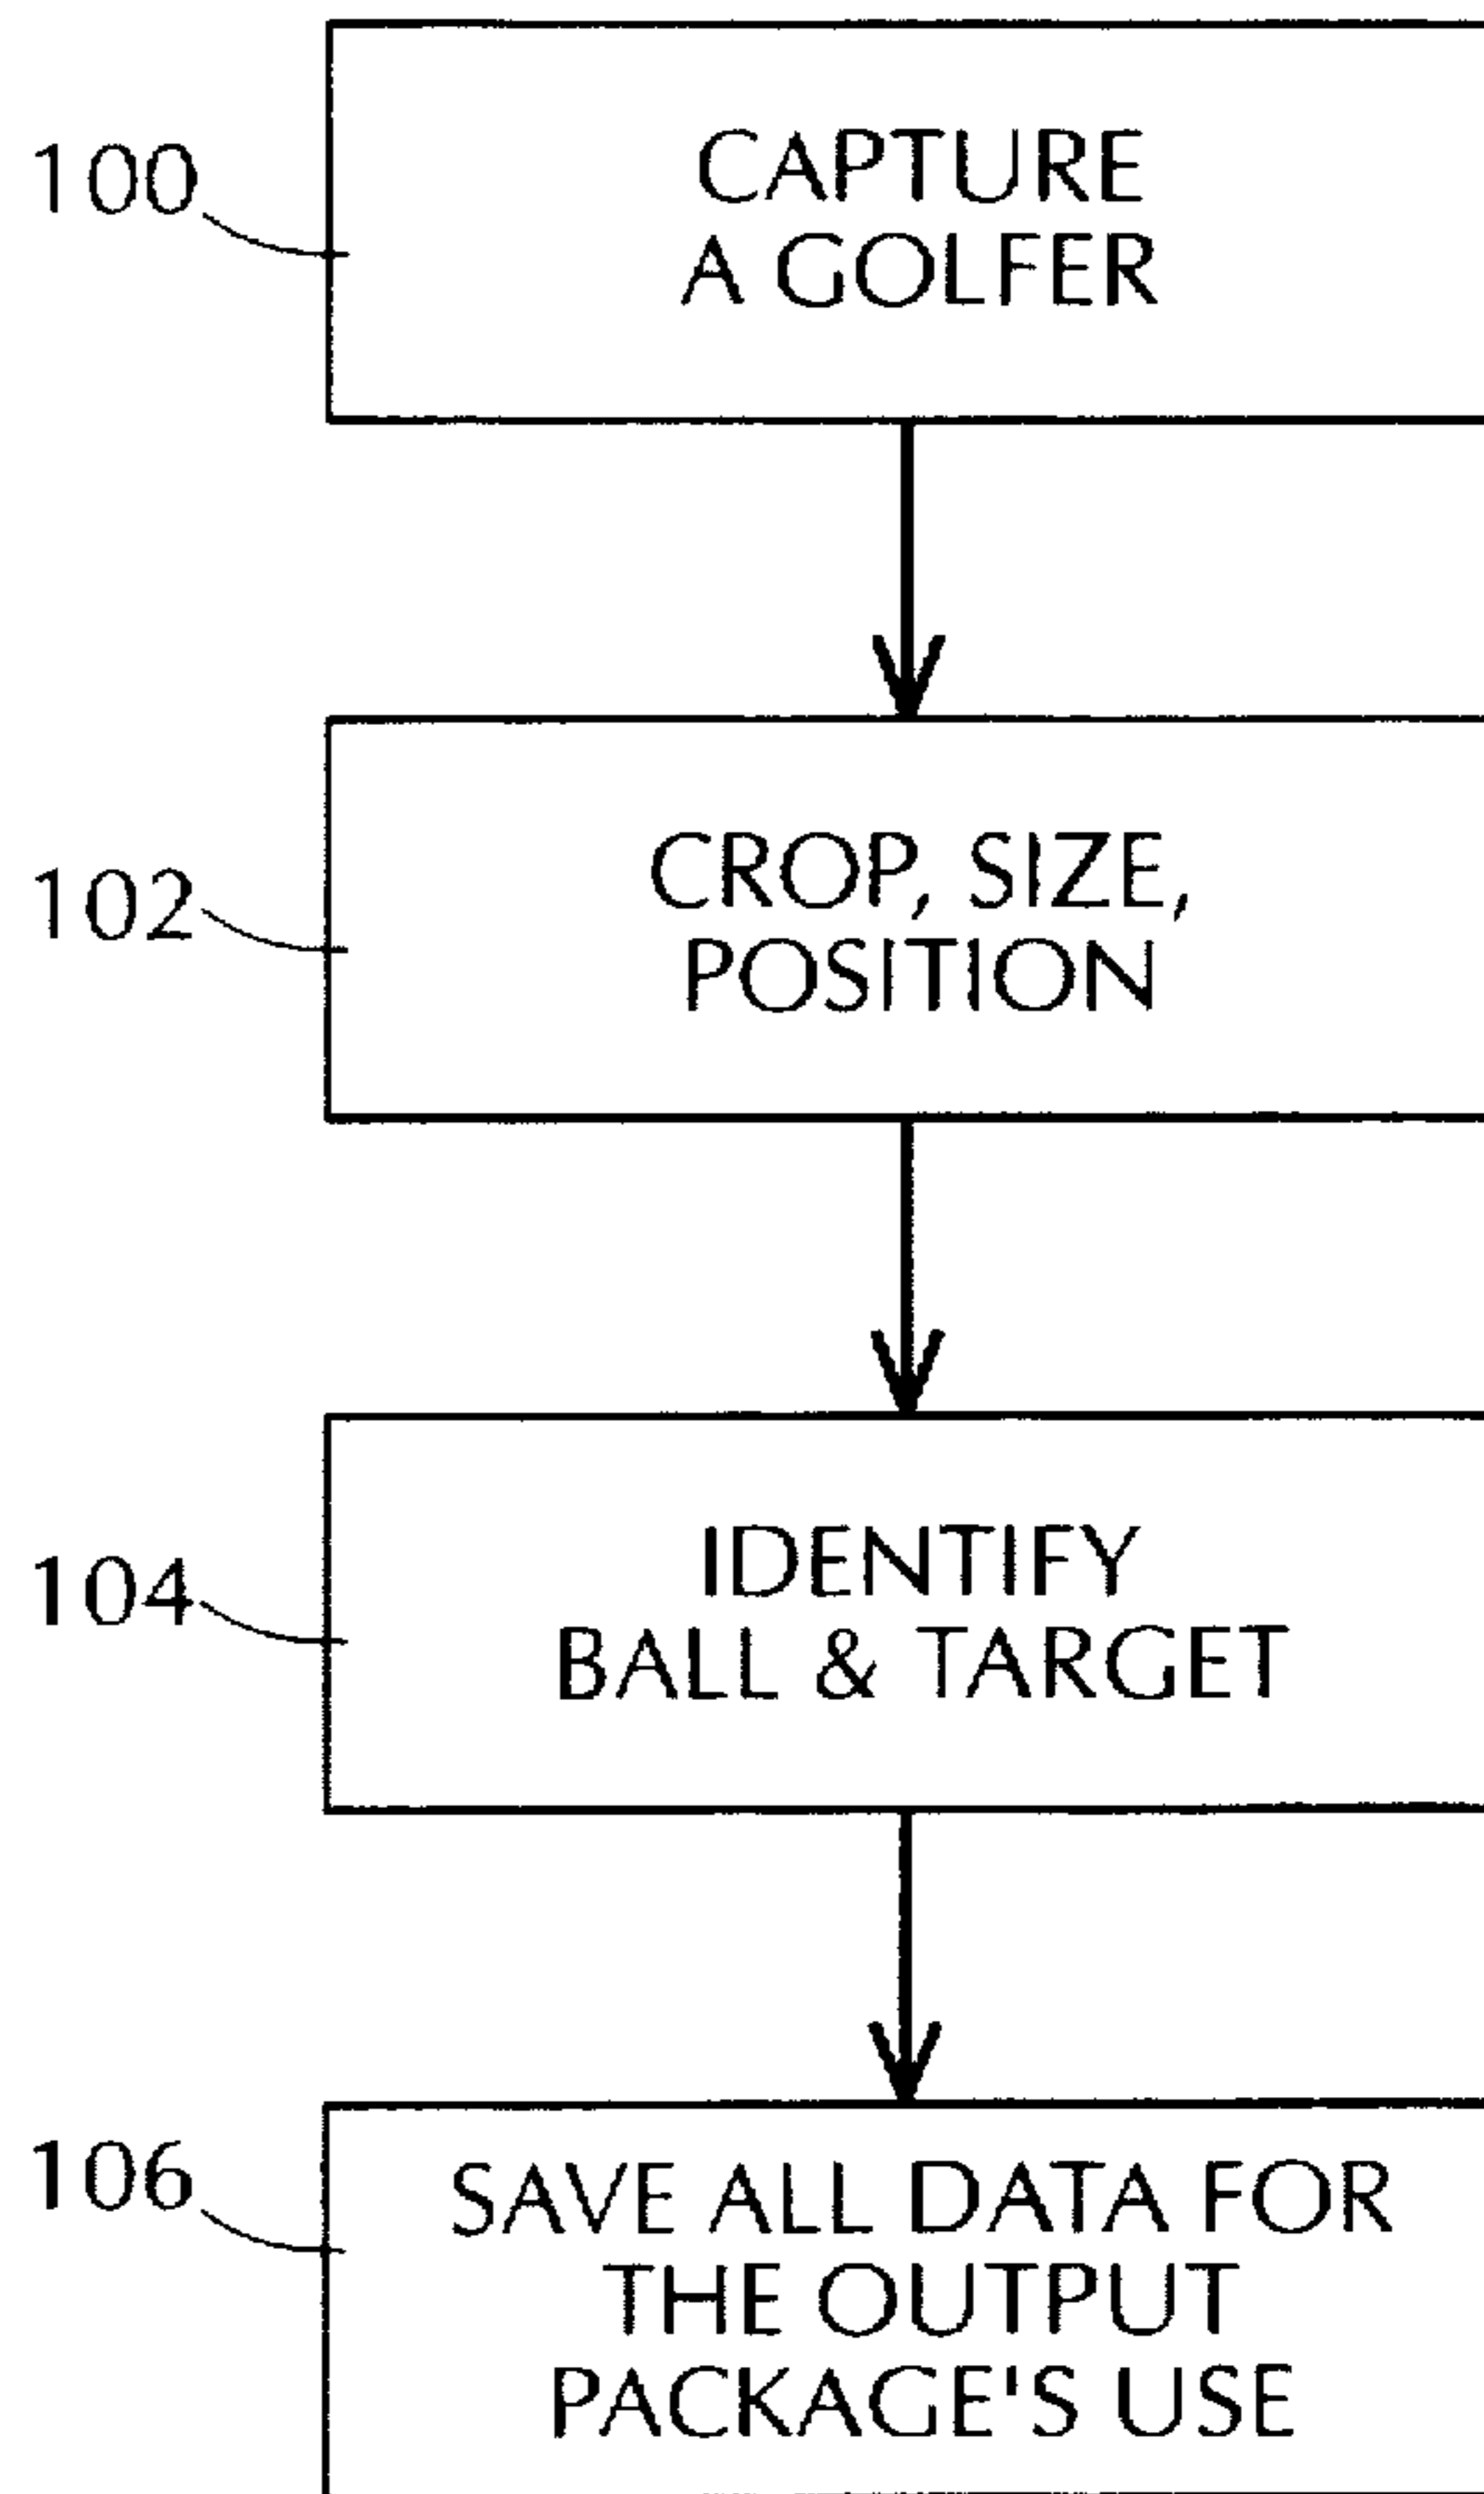 100
CAPTURE
A GOLFER
102
CROP, SIZE,
POSITION
104
IDENTIFY
BALL & TARGET
106
SAVE ALL DATA FOR
THE OUTPUT
PACKAGE'S USE